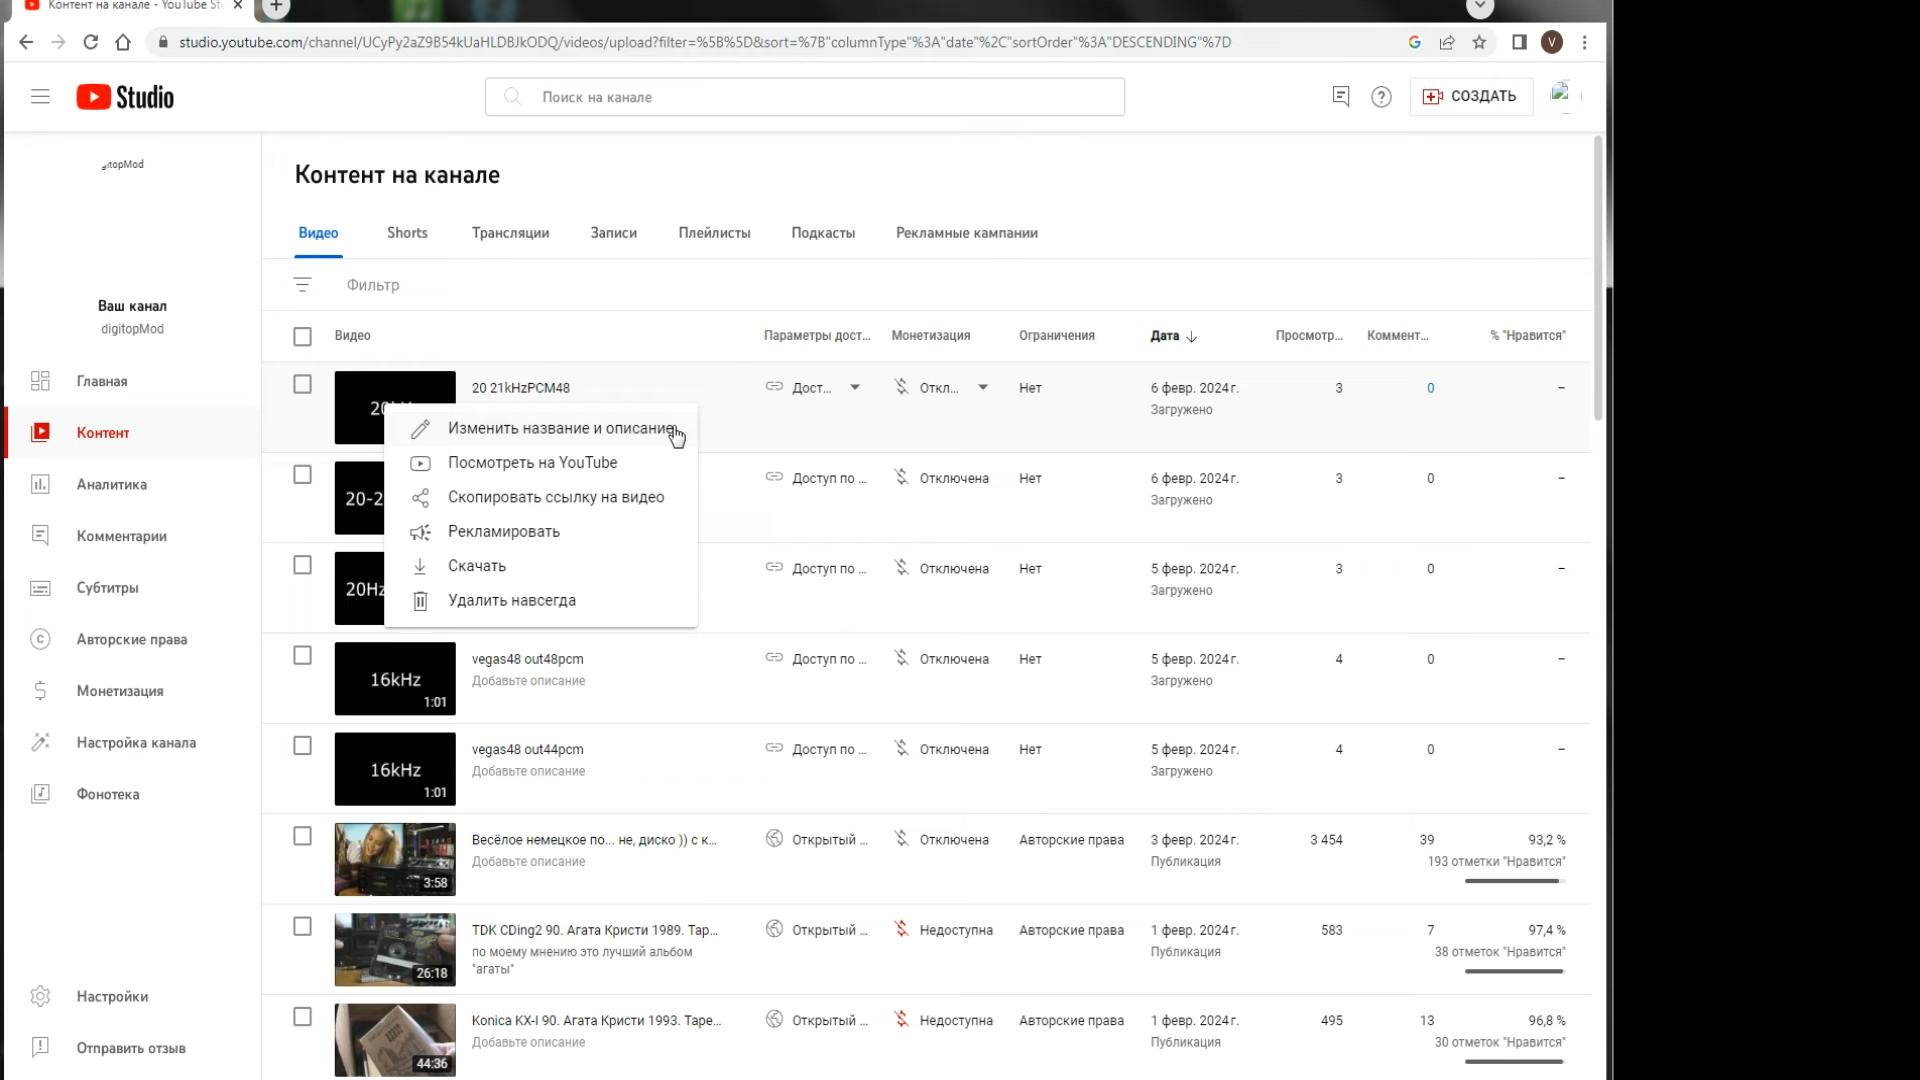 Контент на канале - YouTube St
studio.youtube.com/channel/UCyPy2aZ9B54kUaHLDBJkODQ/videos/upload?filter=%5B%5D&sort=%7B"columnType"%3A"date"%2C"sortOrder"%3A"DESCENDING"%7D
V
Studio
Поиск на канале
СОЗДАТЬ
Ваш канал
digitopMod
Главная
Контент
Аналитика
Комментарии
Субтитры
Авторские права
Монетизация
Настройка канала
Фонотека
Настройки
Отправить отзыв
Контент на канале
Видео Shorts Трансляции Записи Плейлисты Подкасты Рекламные кампании
Фильтр
Видео Параметры дост... Монетизация Ограничения Дата Просмотр... Коммент... % "Нравится"
20 21kHzPCM48 Дост... Откл... Нет 6 февр. 2024 г. 3 0 –
Загружено
Изменить название и описание
Посмотреть на YouTube
Скопировать ссылку на видео
Рекламировать
Скачать
Удалить навсегда
20-2 Доступ по ... Отключена Нет 6 февр. 2024 г. 3 0 –
Загружено
20Hz Доступ по ... Отключена Нет 5 февр. 2024 г. 3 0 –
Загружено
16kHz 1:01 vegas48 out48pcm Доступ по ... Отключена Нет 5 февр. 2024 г. 4 0 –
Добавьте описание Загружено
16kHz 1:01 vegas48 out44pcm Доступ по ... Отключена Нет 5 февр. 2024 г. 4 0 –
Добавьте описание Загружено
3:58 Весёлое немецкое по... не, диско )) с к... Открытый ... Отключена Авторские права 3 февр. 2024 г. 3 454 39 93,2 %
Добавьте описание Публикация 193 отметки "Нравится"
26:18 TDK CDing2 90. Агата Кристи 1989. Тар... Открытый ... Недоступна Авторские права 1 февр. 2024 г. 583 7 97,4 %
по моему мнению это лучший альбом Публикация 38 отметок "Нравится"
"агаты"
44:36 Konica KX-I 90. Агата Кристи 1993. Таре... Открытый ... Недоступна Авторские права 1 февр. 2024 г. 495 13 96,8 %
Добавьте описание Публикация 30 отметок "Нравится"